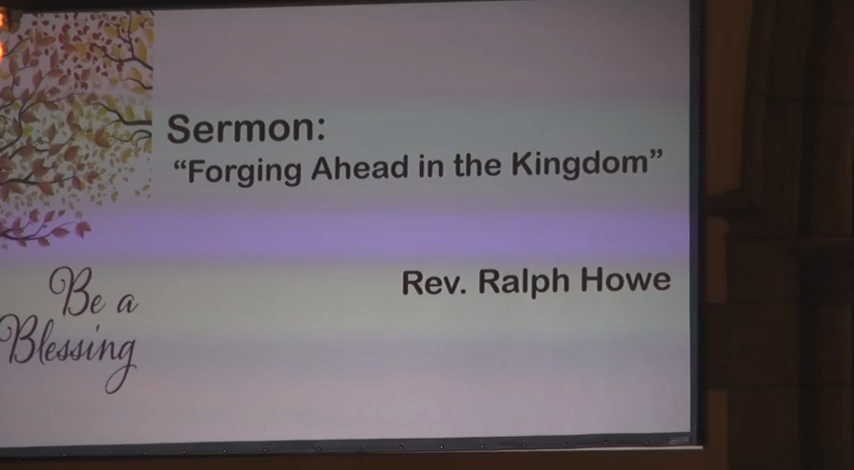 Sermon:
“Forging Ahead in the Kingdom”
Rev. Ralph Howe
Be a
Blessing